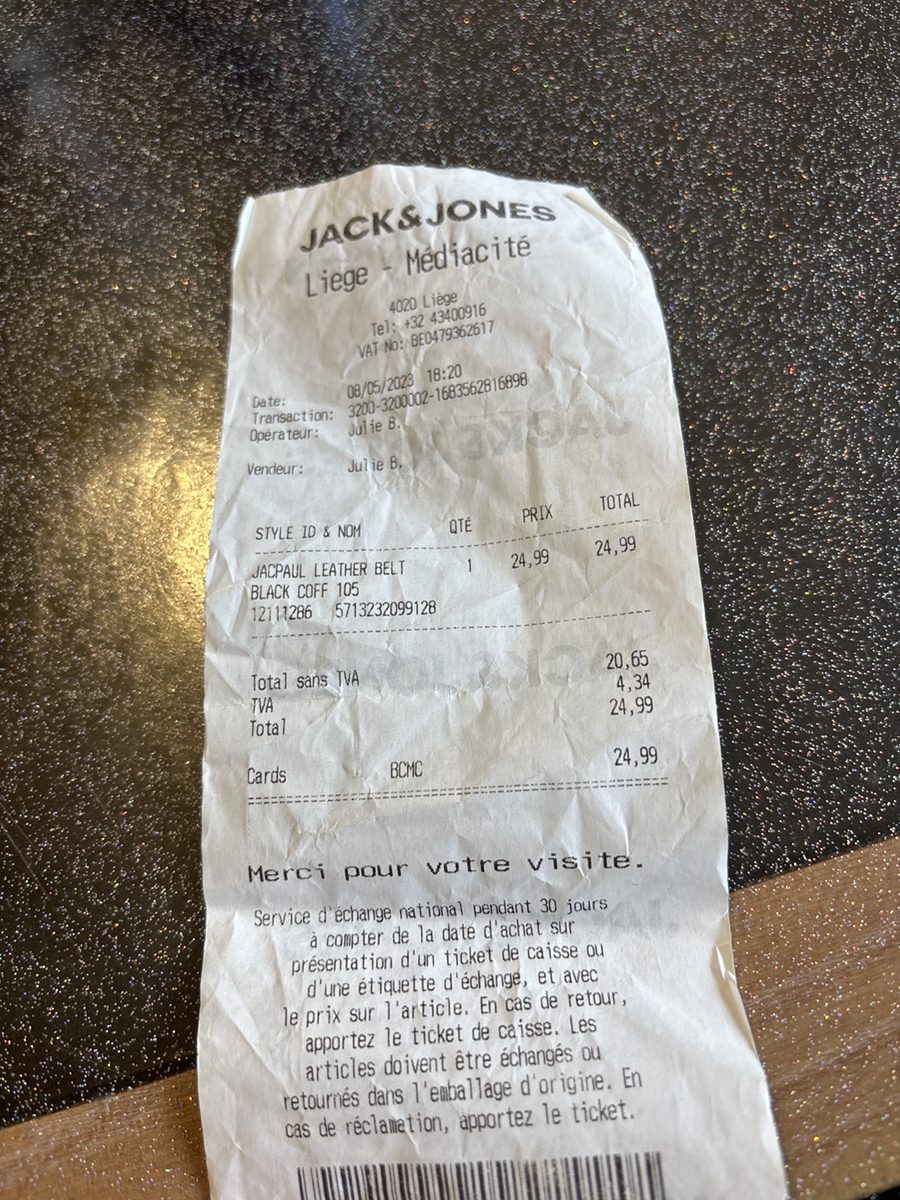 JACK&JONES
Liege - Médiacité
4020 Liège
Tel: +32 43400916
VAT No: BE0479362617
Date: 08/05/2023 18:20
Transaction: 3200-3200002-1683562816898
Opérateur: Julie B.
Vendeur: Julie B.
STYLE ID & NOM QTÉ PRIX TOTAL
JACPAUL LEATHER BELT 1 24,99 24,99
BLACK COFF 105
12111286 5713232099128
Total sans TVA 20,65
TVA 4,34
Total 24,99
Cards BCMC 24,99
Merci pour votre visite.
Service d'échange national pendant 30 jours
à compter de la date d'achat sur
présentation d'un ticket de caisse ou
d'une étiquette d'échange, et avec
le prix sur l'article. En cas de retour,
apportez le ticket de caisse. Les
articles doivent être échangés ou
retournés dans l'emballage d'origine. En
cas de réclamation, apportez le ticket.